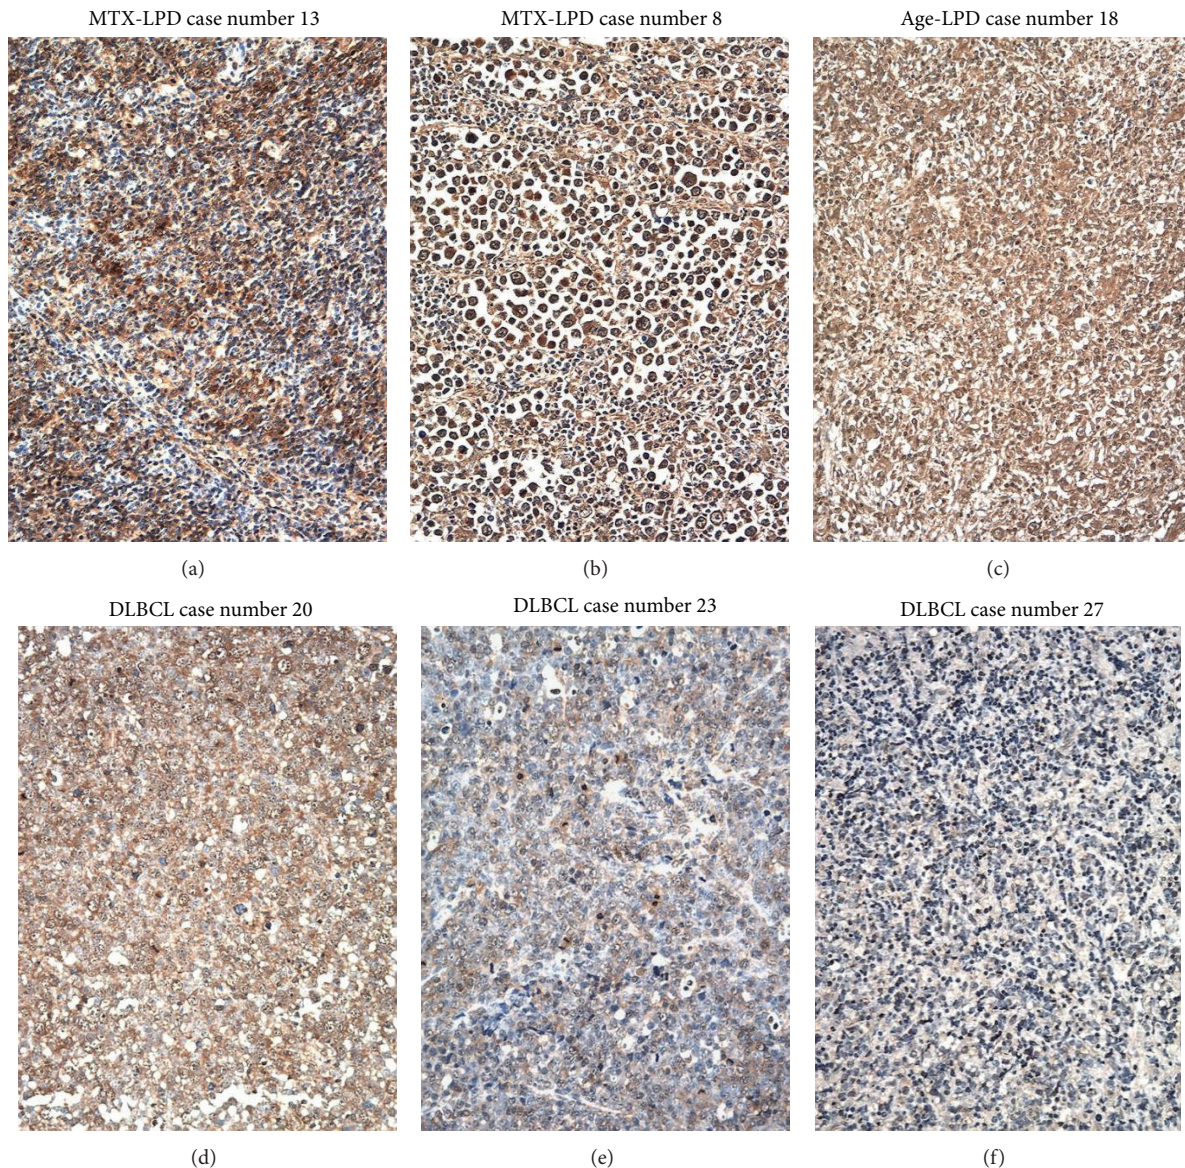 MTX-LPD case number 13
MTX-LPD case number 8
Age-LPD case number 18
(a)
(b)
(c)
DLBCL case number 20
DLBCL case number 23
DLBCL case number 27
(d)
(e)
(f)